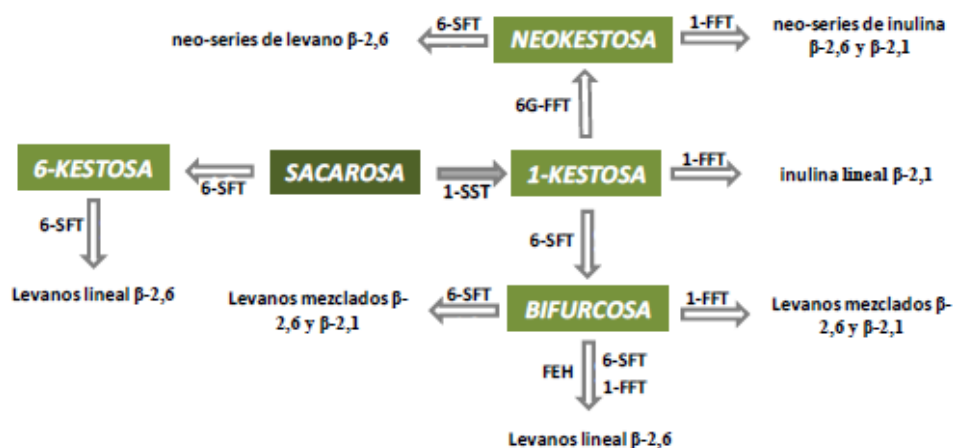 neo-series de levano β-2,6
6-SFT
NEOKESTOSA
1-FFT
neo-series de inulina
β-2,6 y β-2,1
6G-FFT
6-KESTOSA
6-SFT
SACAROSA
1-SST
1-KESTOSA
1-FFT
inulina lineal β-2,1
6-SFT
6-SFT
Levanos lineal β-2,6
Levanos mezclados β-
2,6 y β-2,1
6-SFT
BIFURCOSA
1-FFT
Levanos mezclados β-
2,6 y β-2,1
FEH
6-SFT
1-FFT
Levanos lineal β-2,6